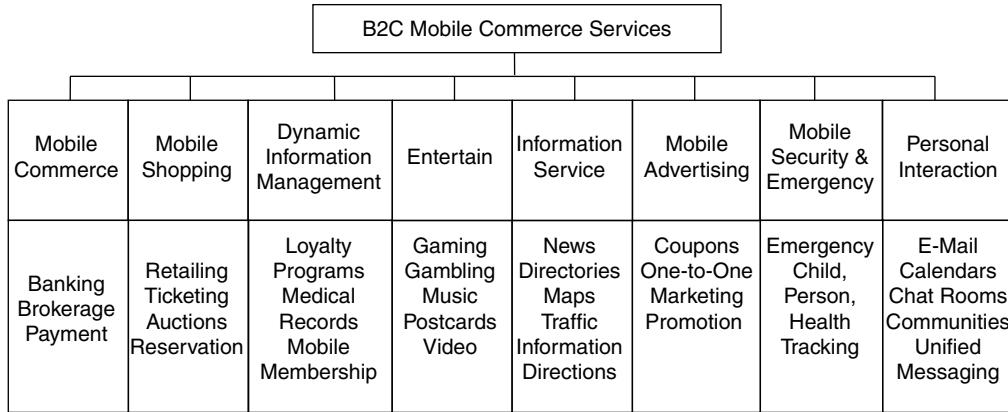 B2C Mobile Commerce Services
Mobile
Commerce
Mobile
Shopping
Dynamic
Information
Management
Entertain
Information
Service
Mobile
Advertising
Mobile
Security &
Emergency
Personal
Interaction
Banking
Brokerage
Payment
Retailing
Ticketing
Auctions
Reservation
Loyalty
Programs
Medical
Records
Mobile
Membership
Gaming
Gambling
Music
Postcards
Video
News
Directories
Maps
Traffic
Information
Directions
Coupons
One-to-One
Marketing
Promotion
Emergency
Child,
Person,
Health
Tracking
E-Mail
Calendars
Chat Rooms
Communities
Unified
Messaging